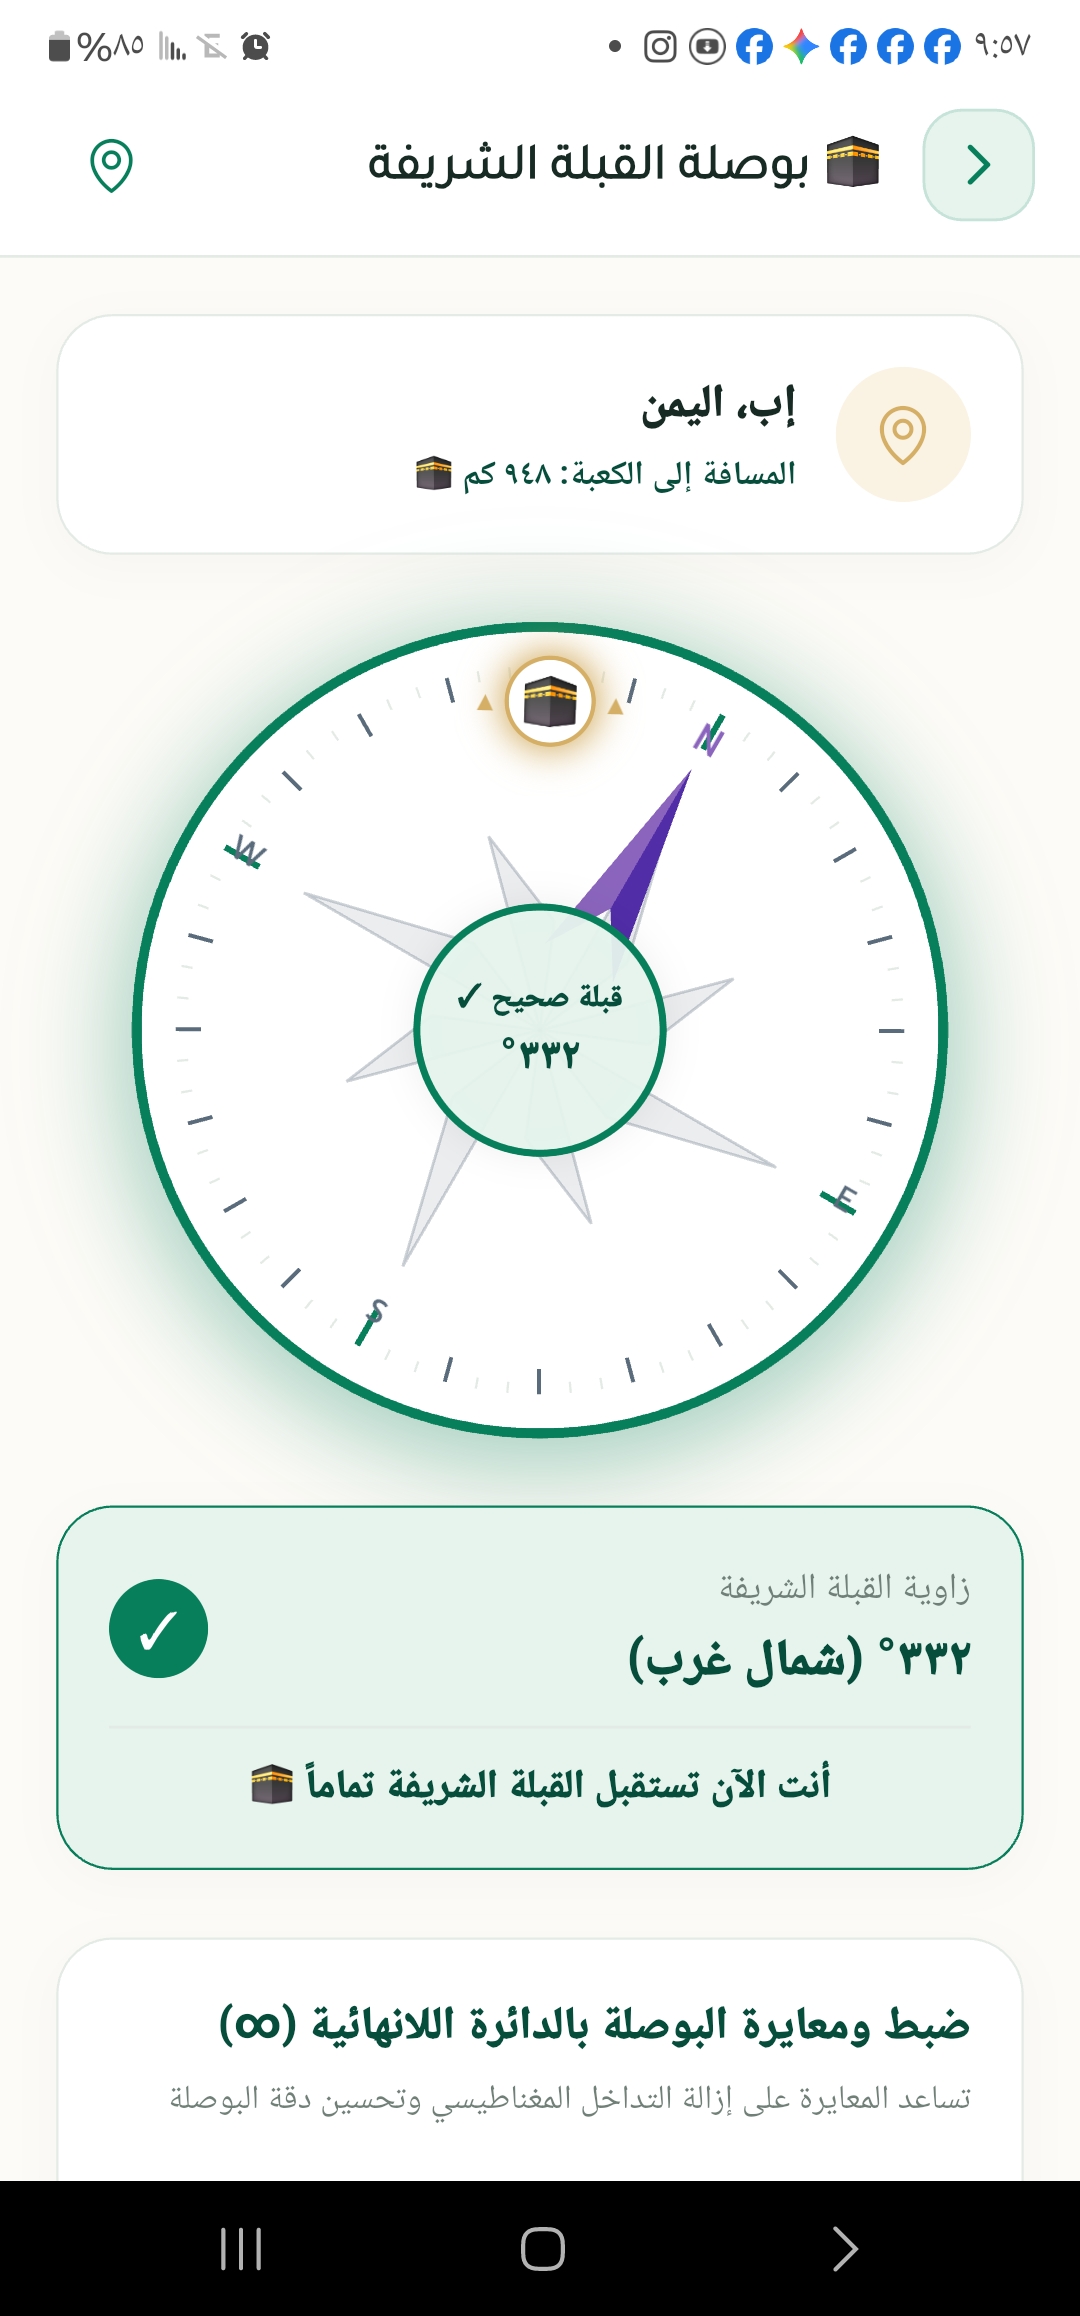 ٩:٥٧
%٨٥
بوصلة القبلة الشريفة
إب، اليمن
المسافة إلى الكعبة: ٩٤٨ كم
N
W
قبلة صحيح ✓
٣٣٢°
E
S
زاوية القبلة الشريفة
٣٣٢° (شمال غرب)
✓
أنت الآن تستقبل القبلة الشريفة تماماً
ضبط ومعايرة البوصلة بالدائرة اللانهائية (∞)
تساعد المعايرة على إزالة التداخل المغناطيسي وتحسين دقة البوصلة